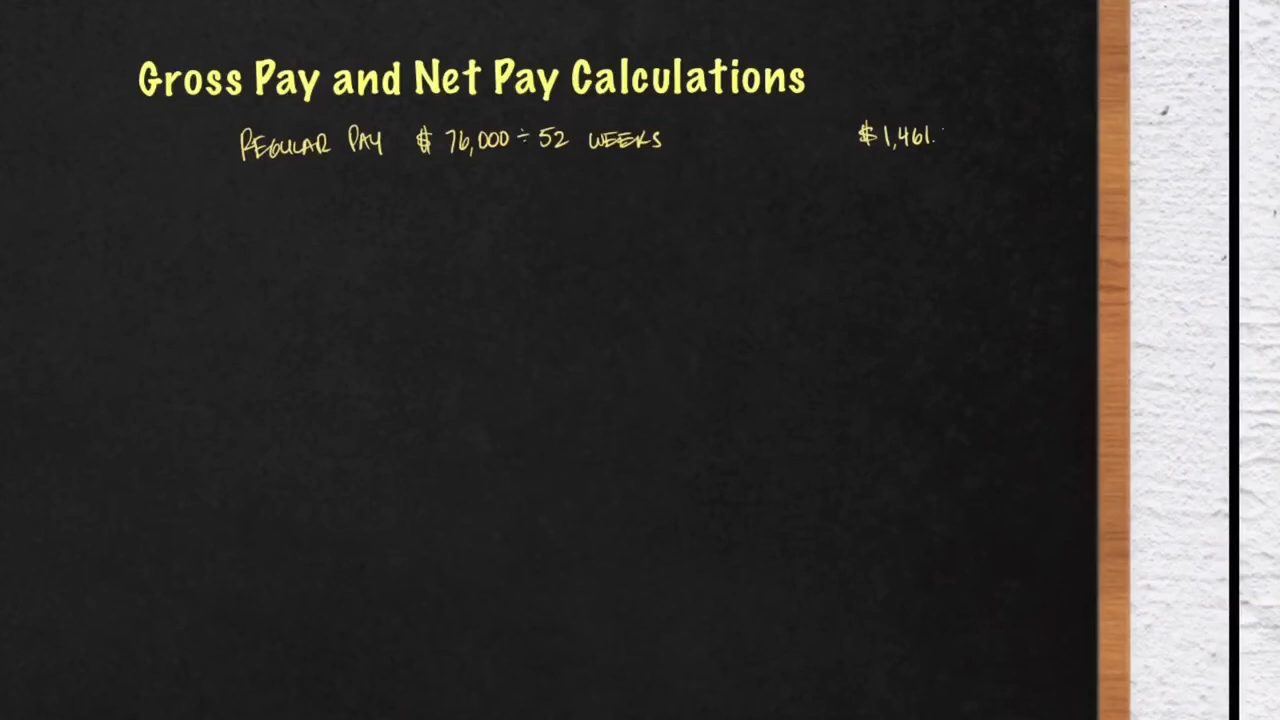 Gross Pay and Net Pay Calculations
REGULAR PAY $ 76,000 ÷ 52 WEEKS $1,461.